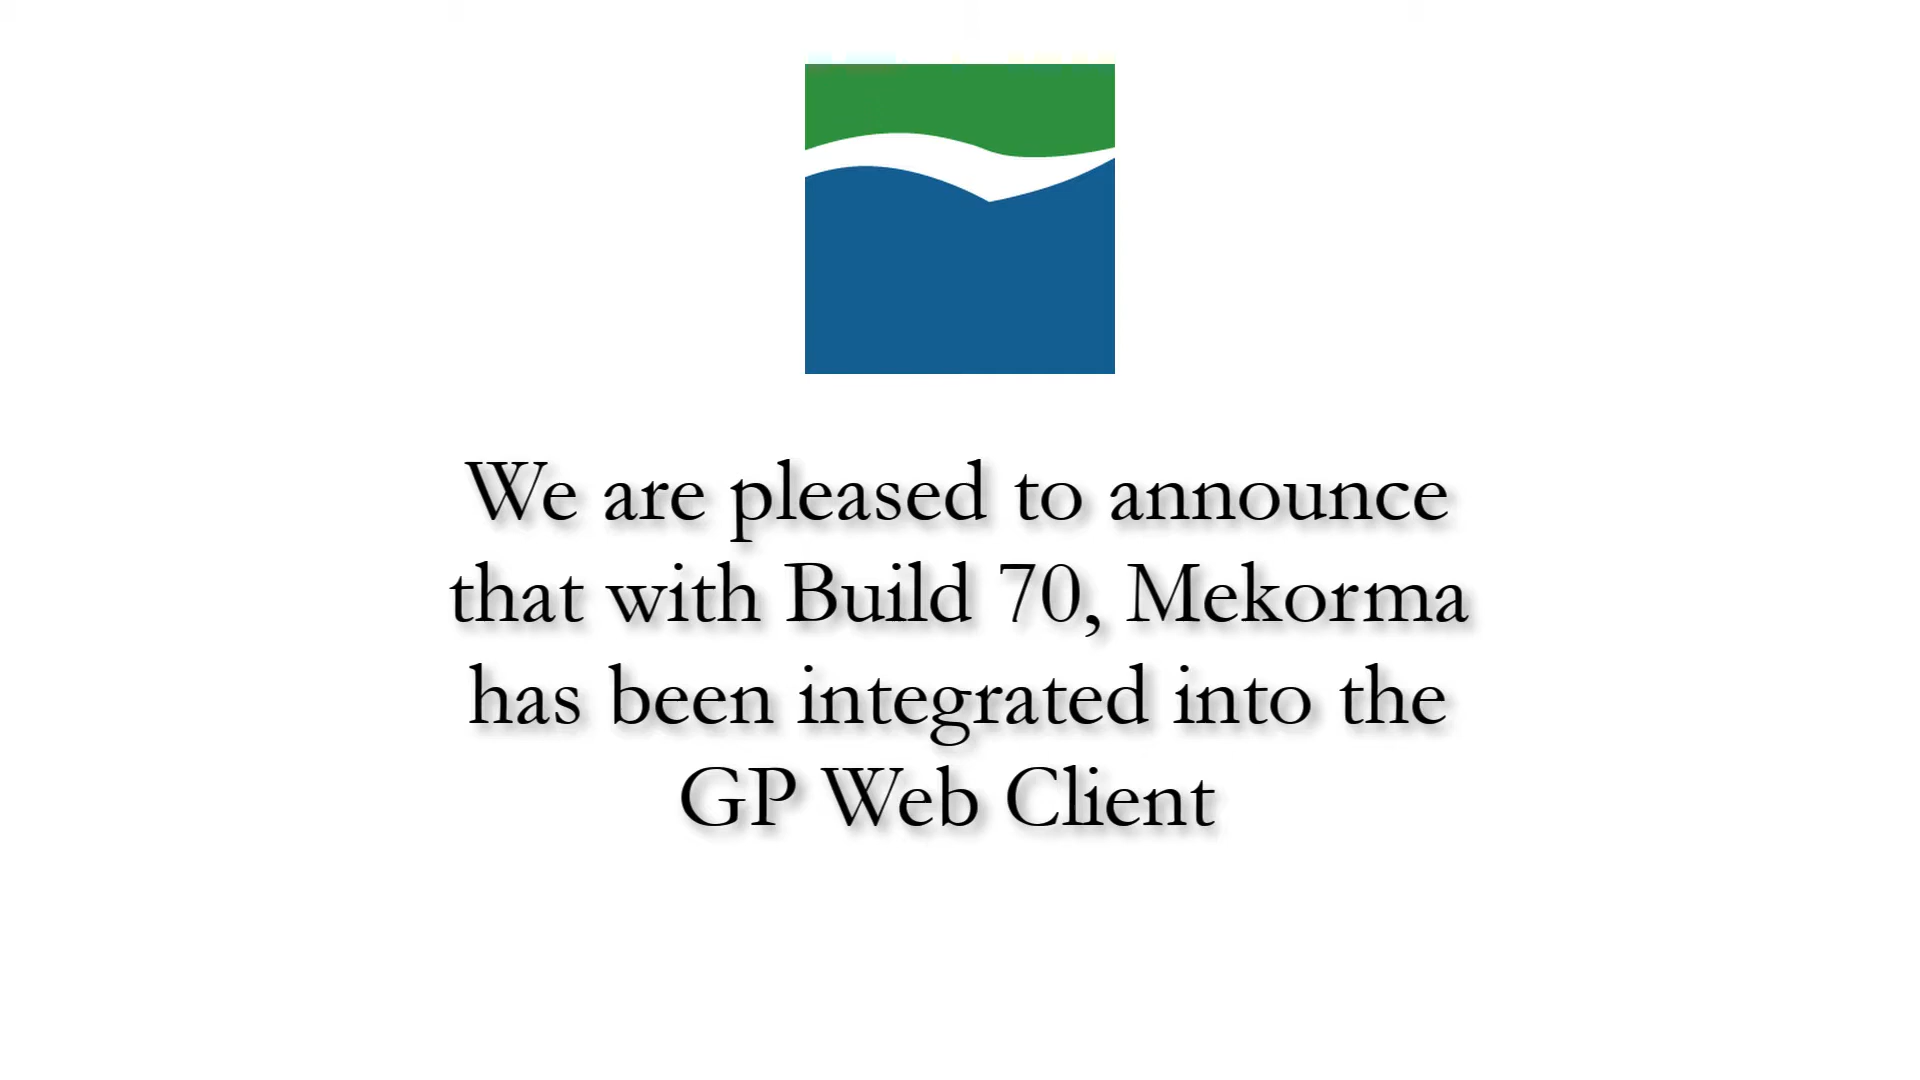 We are pleased to announce
that with Build 70, Mekorma
has been integrated into the
GP Web Client